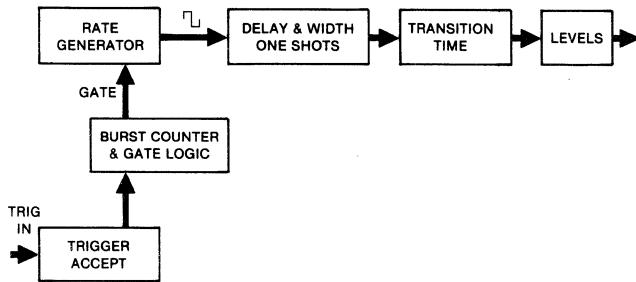 RATE
GENERATOR
DELAY & WIDTH
ONE SHOTS
TRANSITION
TIME
LEVELS
GATE
BURST COUNTER
& GATE LOGIC
TRIG
IN
TRIGGER
ACCEPT